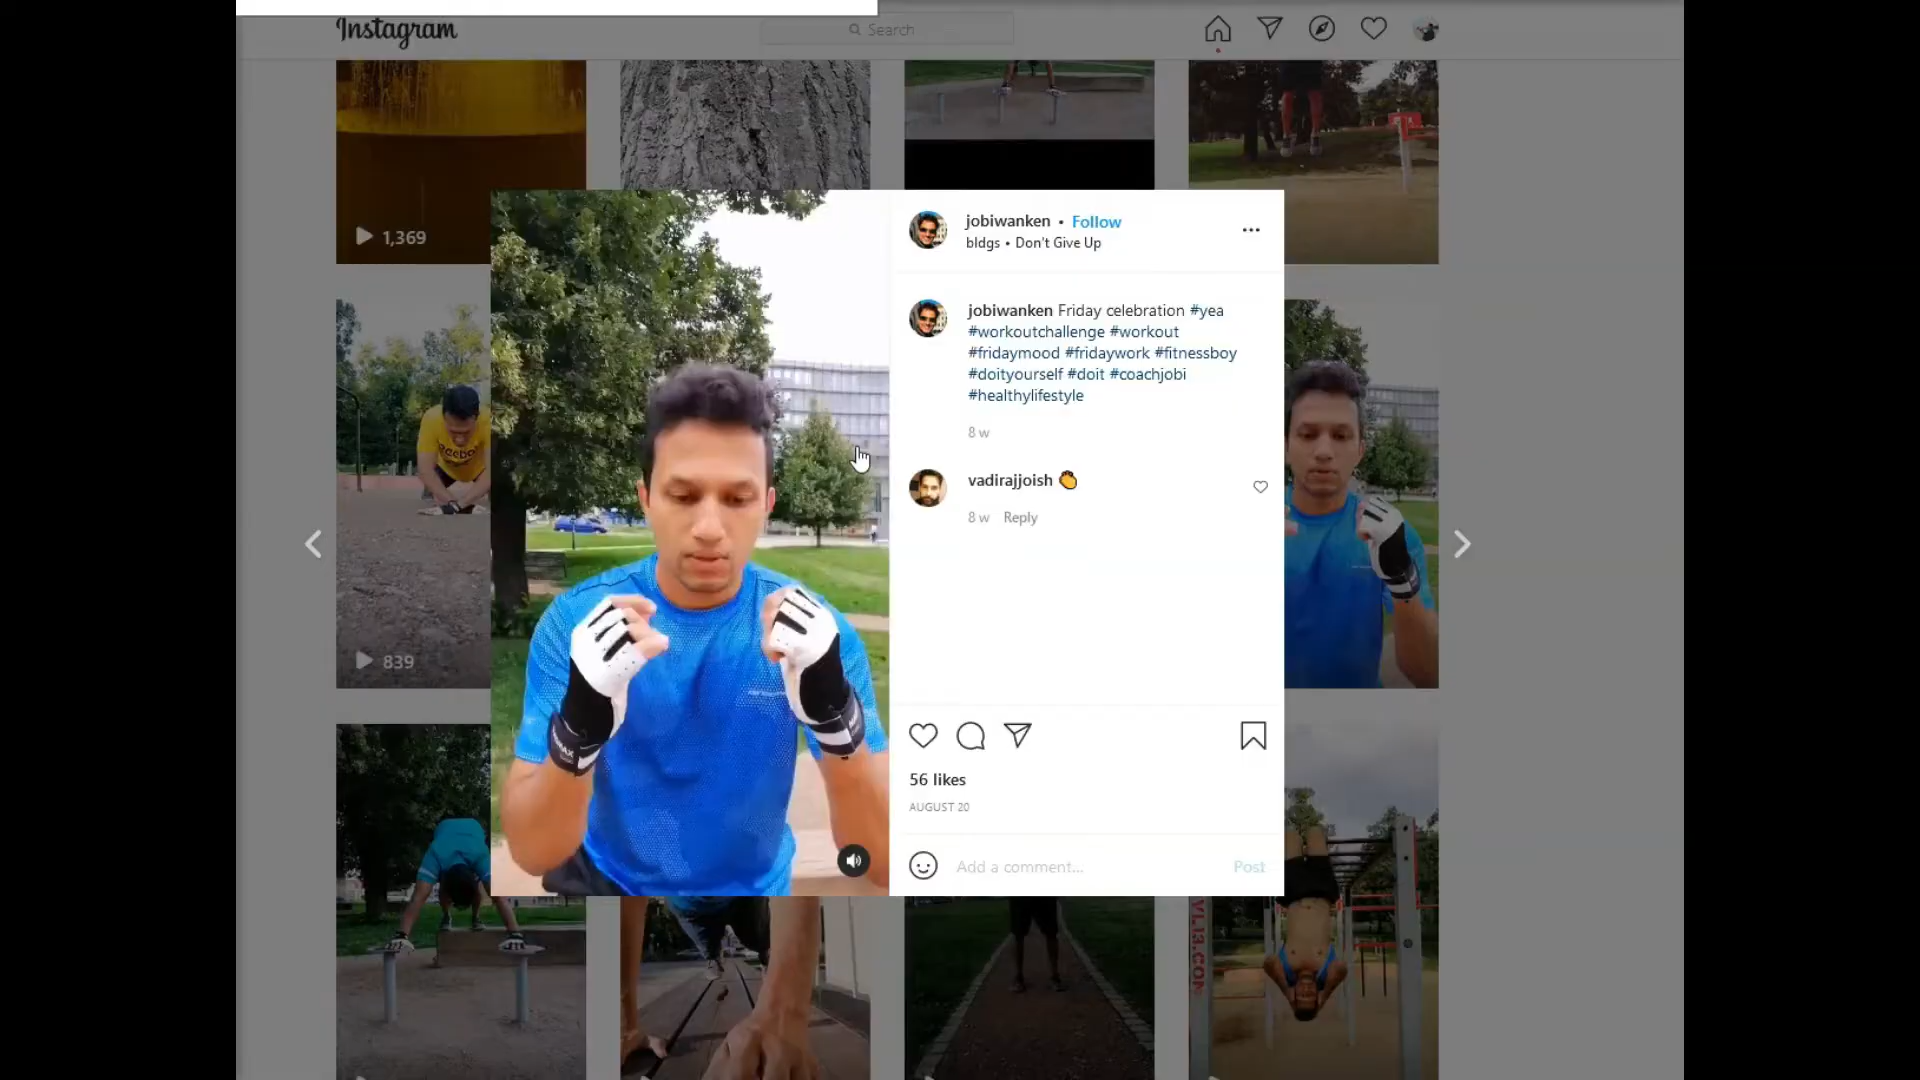 Instagram
Search
1,369
jobiwanken • Follow
bldgs • Don't Give Up
jobiwanken Friday celebration #yea
#workoutchallenge #workout
#fridaymood #fridaywork #fitnessboy
#doityourself #doit #coachjobi
#healthylifestyle
8 w
vadirajjoish
8 w Reply
839
56 likes
AUGUST 20
Add a comment...
Post